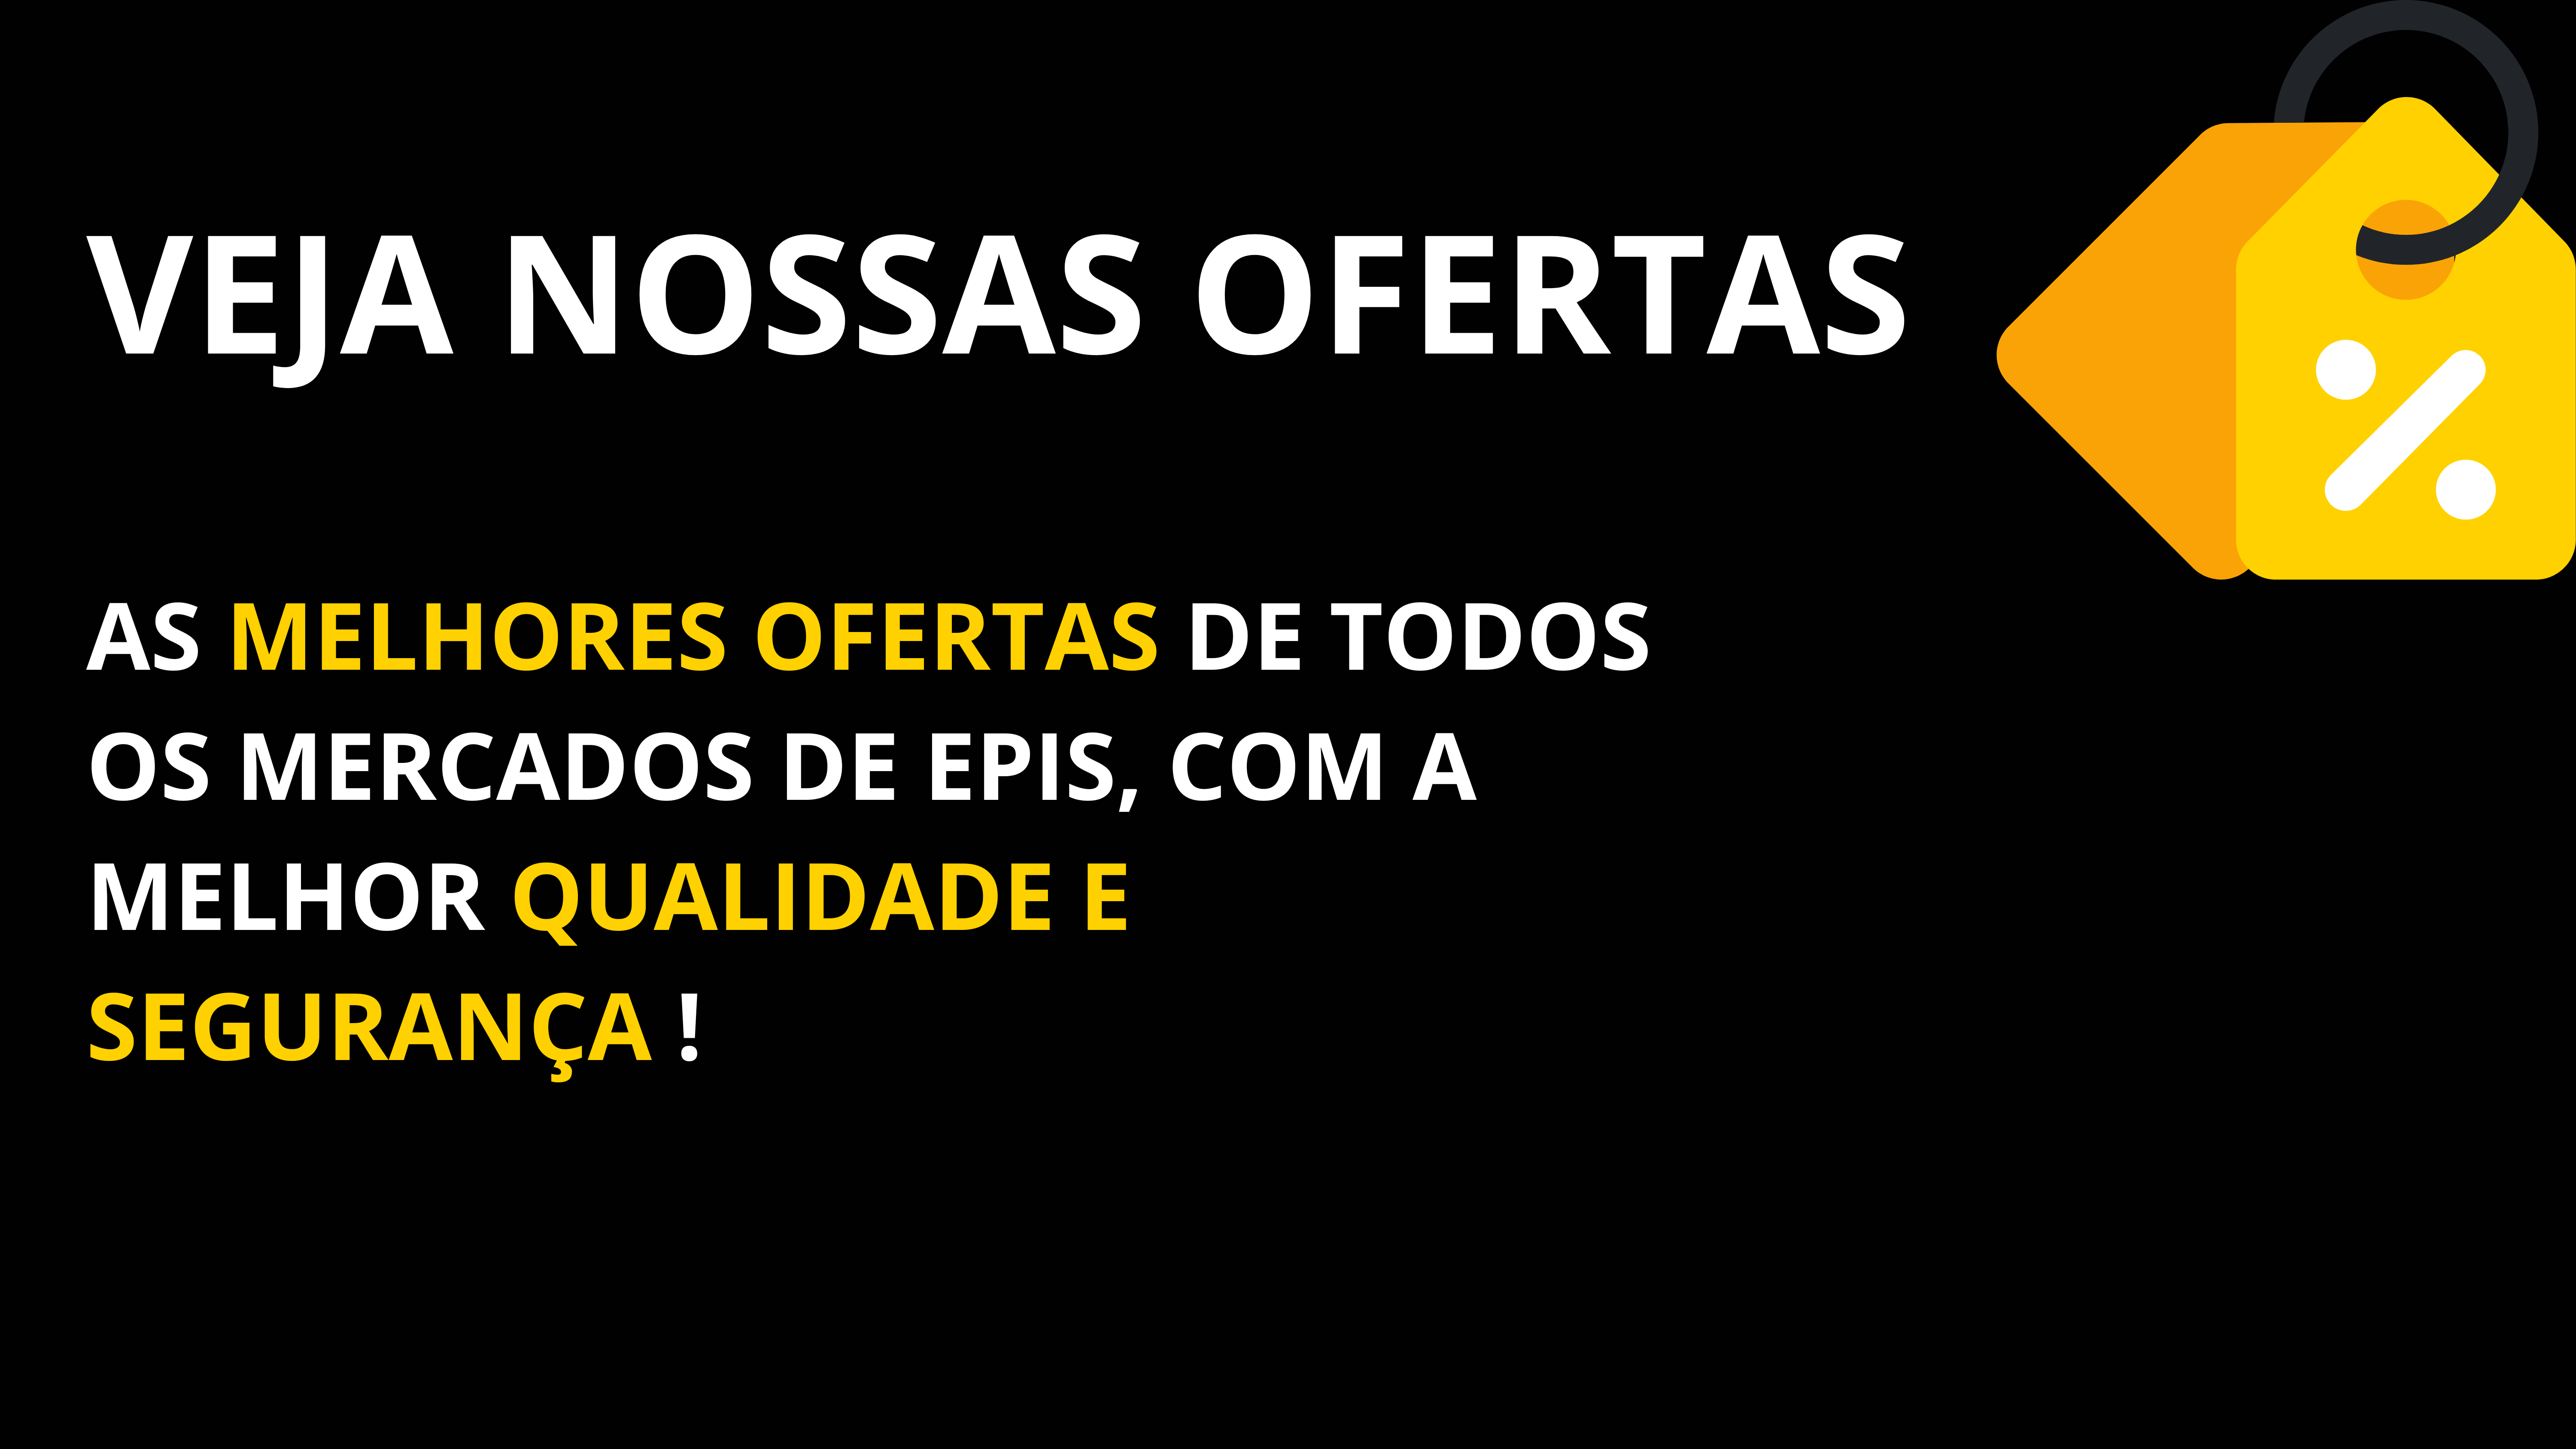 VEJA NOSSAS OFERTAS
AS MELHORES OFERTAS DE TODOS
OS MERCADOS DE EPIS, COM A
MELHOR QUALIDADE E
SEGURANÇA !
%